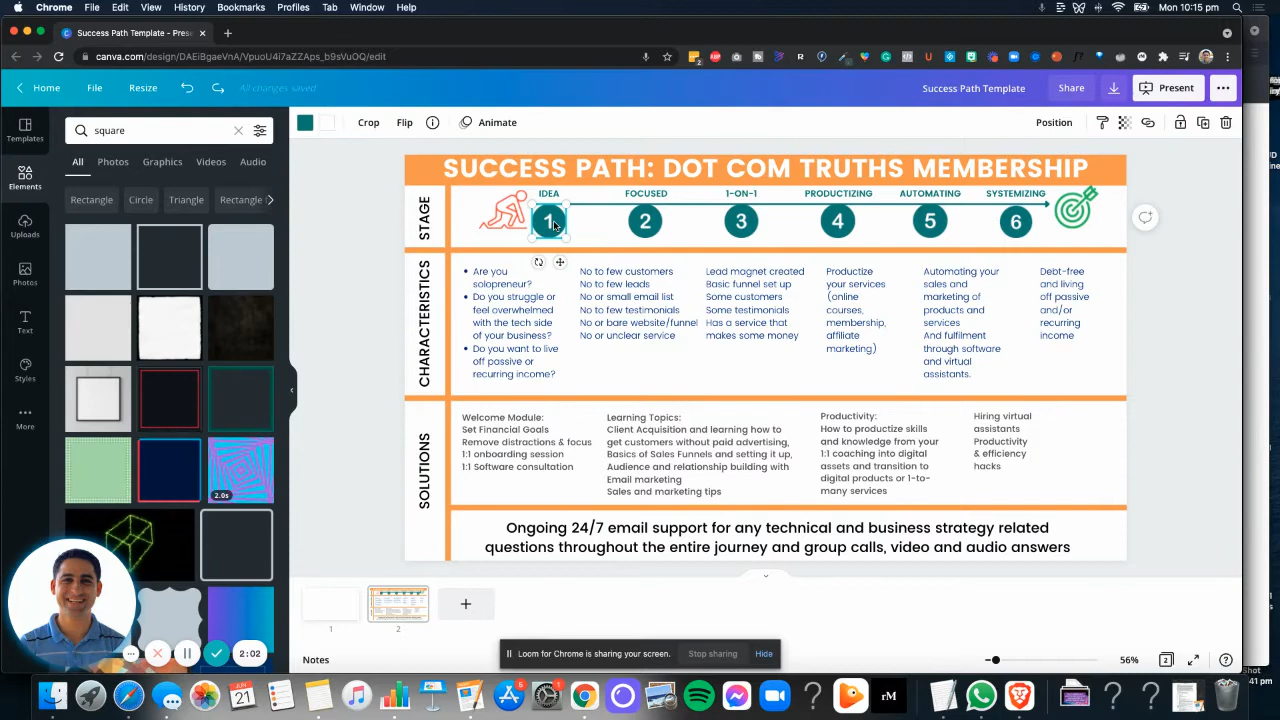 Chrome File Edit View History Bookmarks Profiles Tab Window Help
Mon 10:15 pm
Success Path Template - Prese
canva.com/design/DAEiBgaeVnA/VpuoU4i7aZZAps_b9sVuOQ/edit
Home File Resize All changes saved
Success Path Template Share Present
Templates
Elements
Uploads
Photos
Text
Styles
More
square
All Photos Graphics Videos Audio
Rectangle Circle Triangle Rectangle
2.0s
Crop Flip Animate
Position
SUCCESS PATH: DOT COM TRUTHS MEMBERSHIP
STAGE
IDEA FOCUSED 1-ON-1 PRODUCTIZING AUTOMATING SYSTEMIZING
1 2 3 4 5 6
CHARACTERISTICS
• Are you
solopreneur?
• Do you struggle or
feel overwhelmed
with the tech side
of your business?
• Do you want to live
off passive or
recurring income?
No to few customers
No to few leads
No or small email list
No to few testimonials
No or bare website/funnel
No or unclear service
Lead magnet created
Basic funnel set up
Some customers
Some testimonials
Has a service that
makes some money
Productize
your services
(online
courses,
membership,
affiliate
marketing)
Automating your
sales and
marketing of
products and
services
And fulfilment
through software
and virtual
assistants.
Debt-free
and living
off passive
and/or
recurring
income
SOLUTIONS
Welcome Module:
Set Financial Goals
Remove distractions & focus
1:1 onboarding session
1:1 Software consultation
Learning Topics:
Client Acquisition and learning how to
get customers without paid advertising,
Basics of Sales Funnels and setting it up,
Audience and relationship building with
Email marketing
Sales and marketing tips
Productivity:
How to productize skills
and knowledge from your
1:1 coaching into digital
assets and transition to
digital products or 1-to-
many services
Hiring virtual
assistants
Productivity
& efficiency
hacks
Ongoing 24/7 email support for any technical and business strategy related
questions throughout the entire journey and group calls, video and audio answers
1 2
2:02
Loom for Chrome is sharing your screen. Stop sharing Hide
Notes
56%
2
Shot
41 pm
JUN
21
5
rM